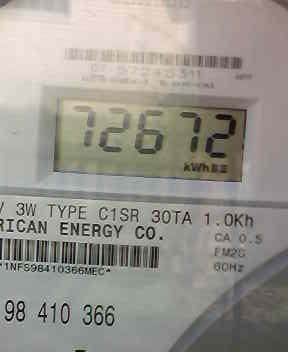 72672
kWh
V 3W TYPE C1SR 30TA 1.0Kh
RICAN ENERGY CO.
CA 0.5
FM2S
60Hz
*1NFS98410366MEC*
98 410 366